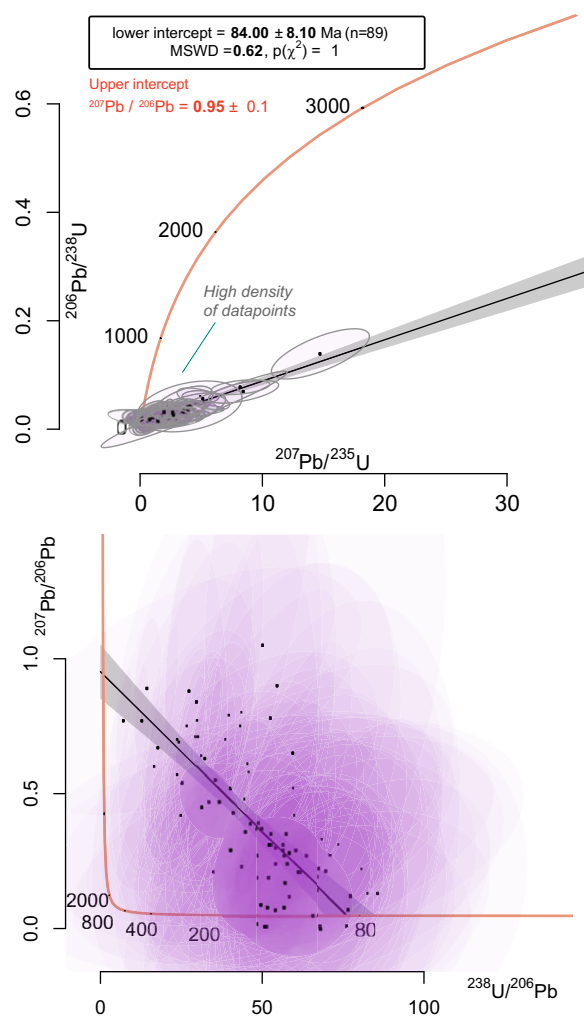 lower intercept = 84.00 ± 8.10 Ma (n=89)
MSWD =0.62, p(χ²) = 1
Upper intercept
²⁰⁷Pb / ²⁰⁶Pb = 0.95 ± 0.1
3000
2000
1000
High density
of datapoints
0.6
0.4
0.2
0.0
²⁰⁶Pb/²³⁸U
0
²⁰⁷Pb/²³⁵U
0 10 20 30
²⁰⁷Pb/²⁰⁶Pb
1.0
0.5
0.0
2000
800
400
200
80
0 50 100
²³⁸U/²⁰⁶Pb